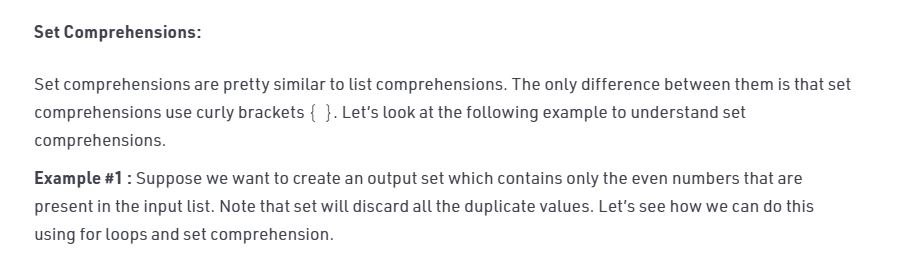 Set Comprehensions:
Set comprehensions are pretty similar to list comprehensions. The only difference between them is that set
comprehensions use curly brackets { }. Let's look at the following example to understand set
comprehensions.
Example #1 : Suppose we want to create an output set which contains only the even numbers that are
present in the input list. Note that set will discard all the duplicate values. Let's see how we can do this
using for loops and set comprehension.